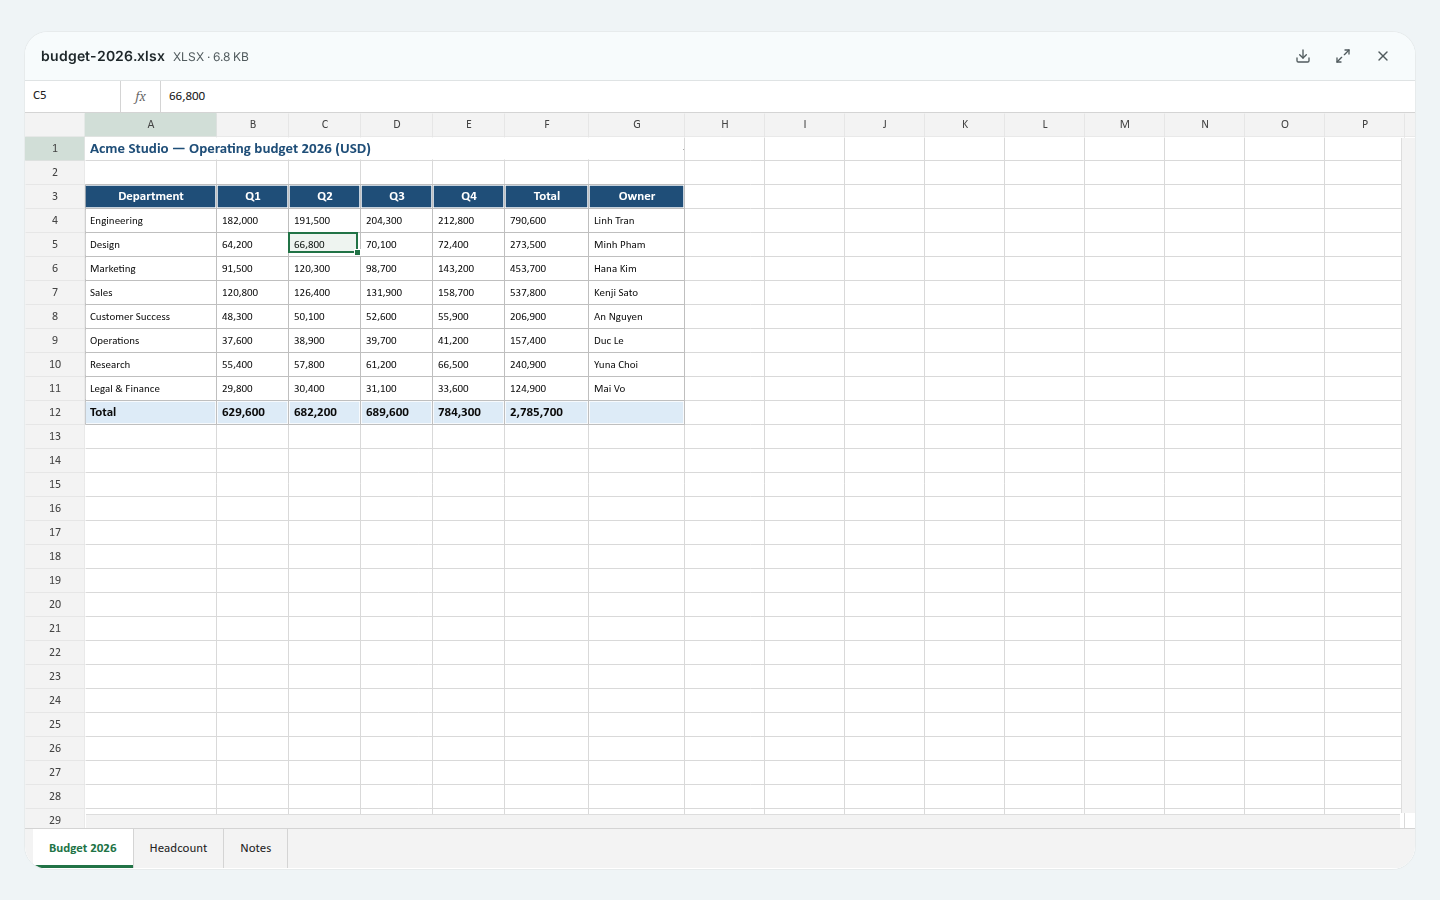 budget-2026.xlsx XLSX · 6.8 KB
C5 fx 66,800
A B C D E F G H I J K L M N O P
1 Acme Studio — Operating budget 2026 (USD)
2
3 Department Q1 Q2 Q3 Q4 Total Owner
4 Engineering 182,000 191,500 204,300 212,800 790,600 Linh Tran
5 Design 64,200 66,800 70,100 72,400 273,500 Minh Pham
6 Marketing 91,500 120,300 98,700 143,200 453,700 Hana Kim
7 Sales 120,800 126,400 131,900 158,700 537,800 Kenji Sato
8 Customer Success 48,300 50,100 52,600 55,900 206,900 An Nguyen
9 Operations 37,600 38,900 39,700 41,200 157,400 Duc Le
10 Research 55,400 57,800 61,200 66,500 240,900 Yuna Choi
11 Legal & Finance 29,800 30,400 31,100 33,600 124,900 Mai Vo
12 Total 629,600 682,200 689,600 784,300 2,785,700
13
14
15
16
17
18
19
20
21
22
23
24
25
26
27
28
29
Budget 2026 Headcount Notes